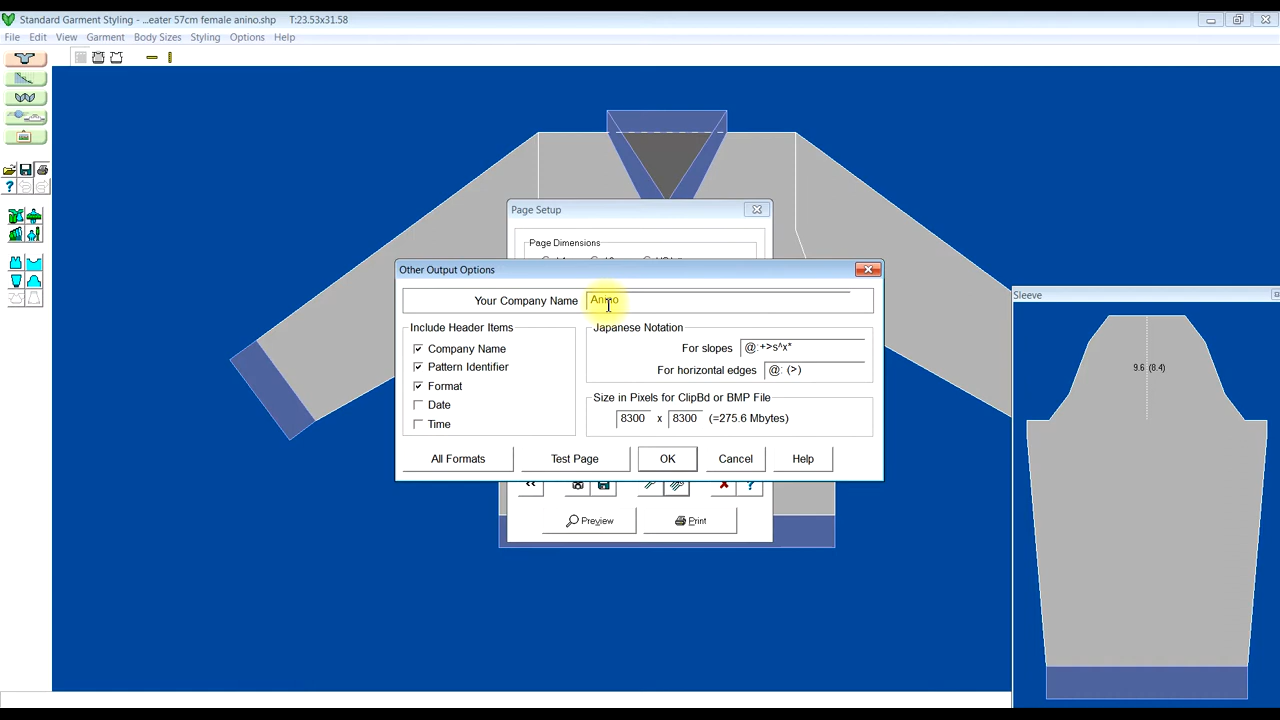 Standard Garment Styling - ...eater 57cm female anino.shp T:23.53x31.58
File Edit View Garment Body Sizes Styling Options Help
Page Setup
Page Dimensions
Other Output Options
Your Company Name Anino
Include Header Items
Company Name
Pattern Identifier
Format
Date
Time
Japanese Notation
For slopes @:+>s^x*
For horizontal edges @: (>)
Size in Pixels for ClipBd or BMP File
8300 x 8300 (=275.6 Mbytes)
All Formats Test Page OK Cancel Help
<<
Preview Print
Sleeve
9.6 (8.4)